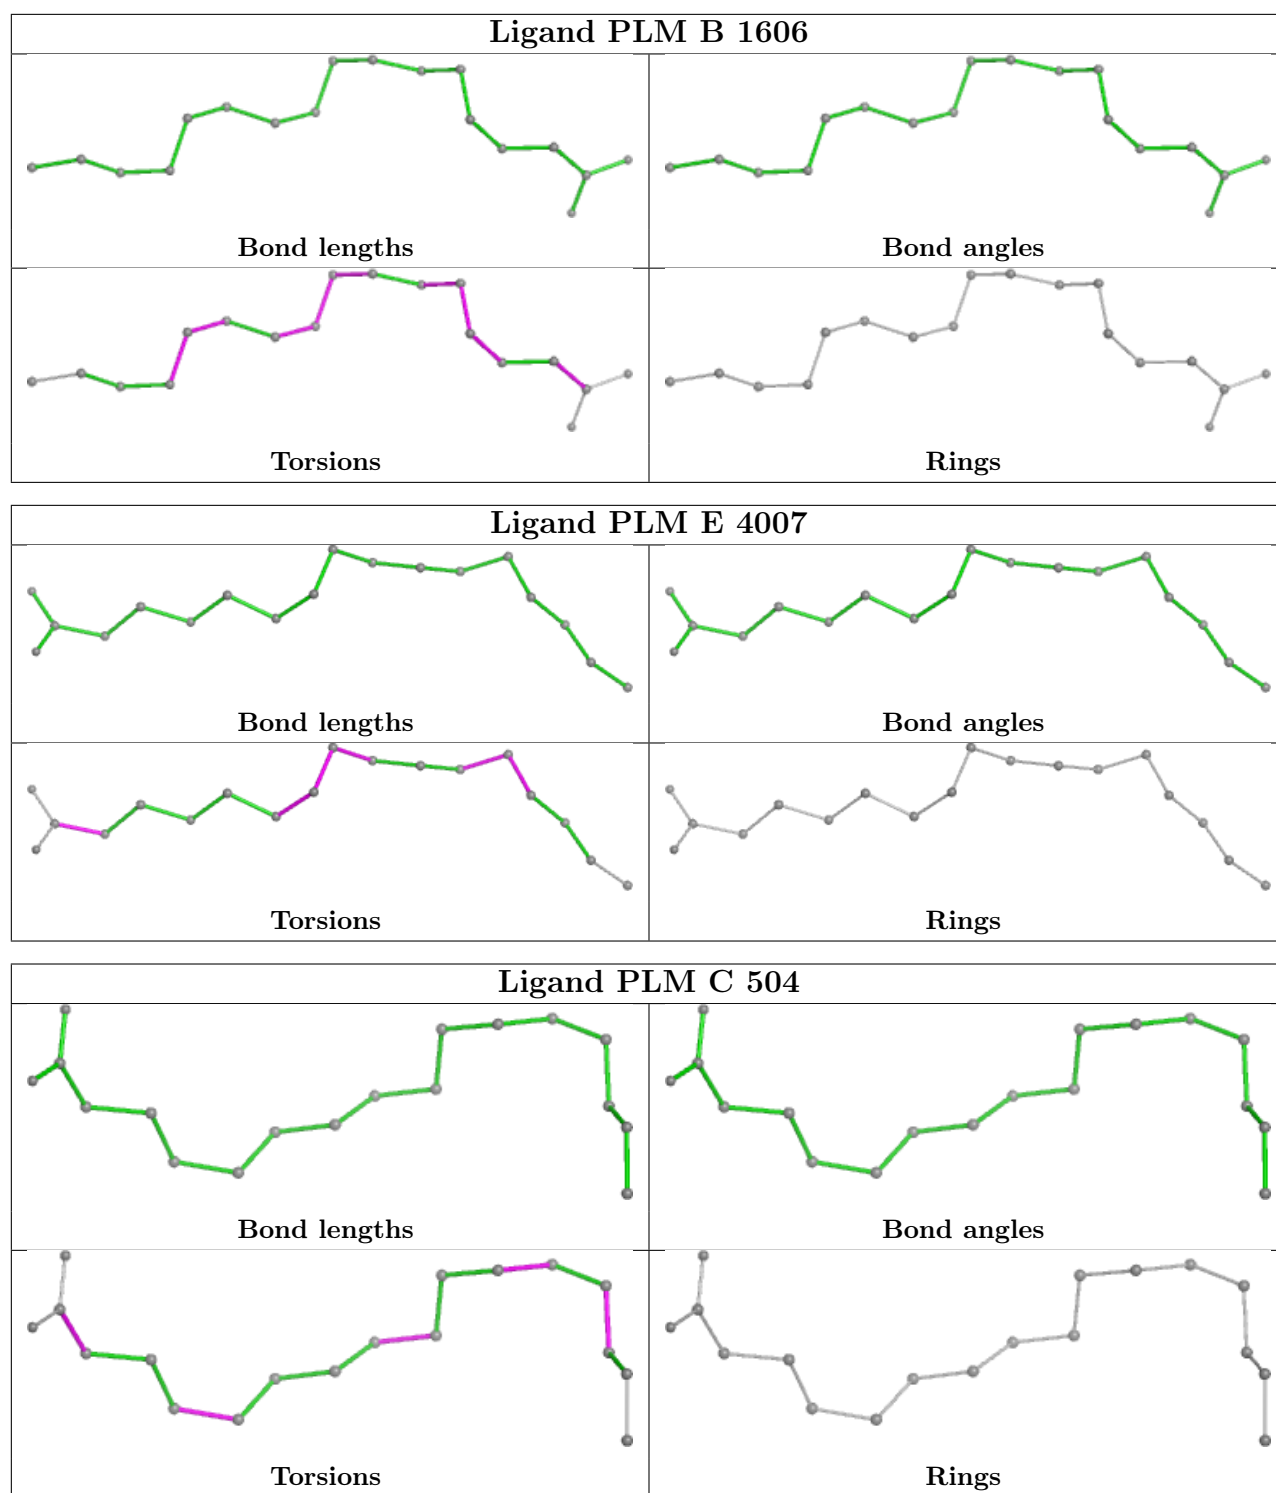 Ligand PLM B 1606
Bond lengths
Bond angles
Torsions
Rings
Ligand PLM E 4007
Bond lengths
Bond angles
Torsions
Rings
Ligand PLM C 504
Bond lengths
Bond angles
Torsions
Rings